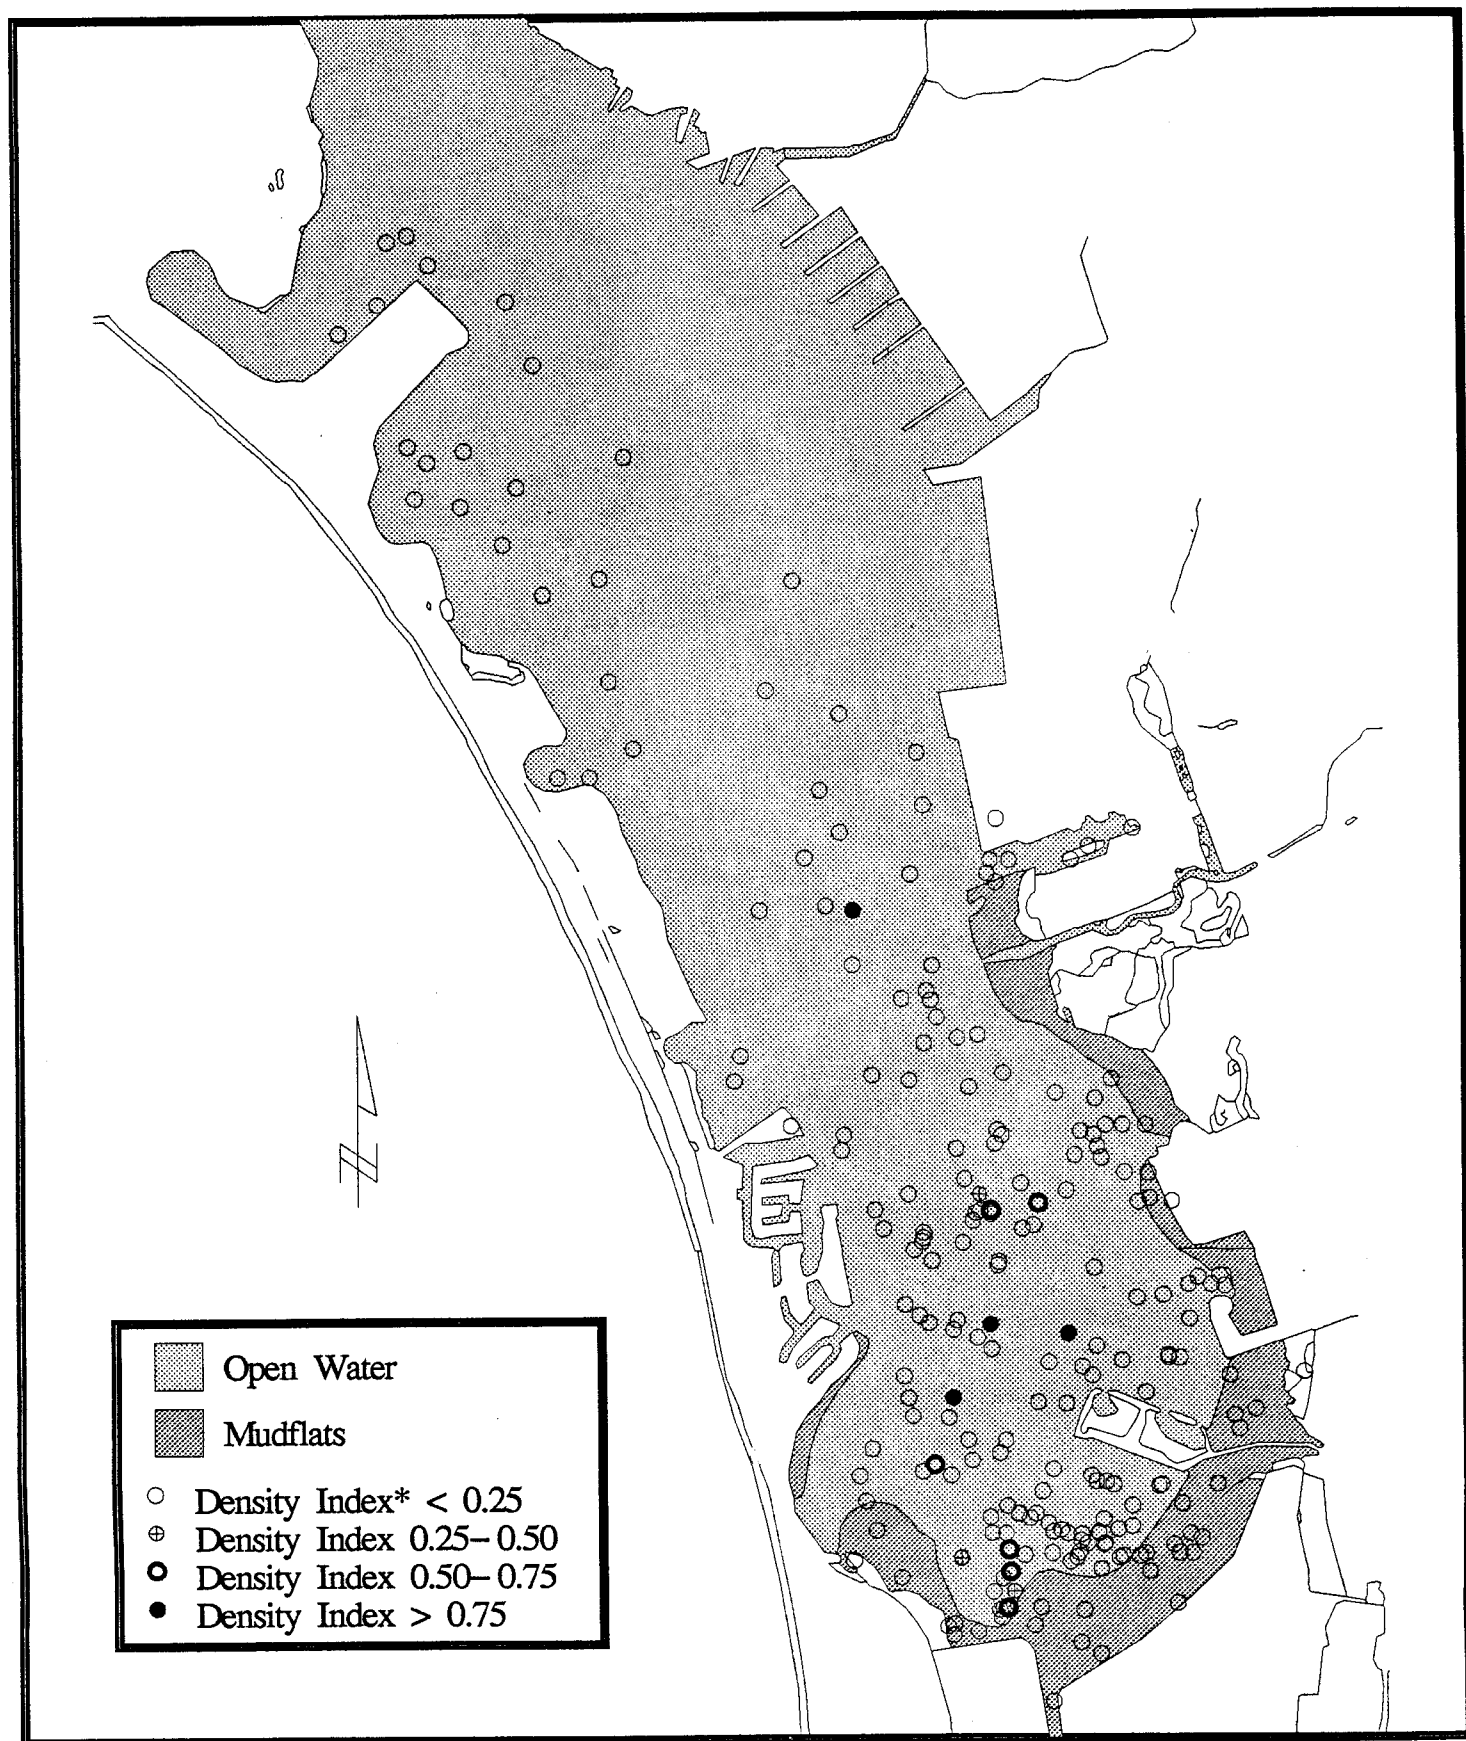 Open Water
Mudflats
Density Index* < 0.25
Density Index 0.25–0.50
Density Index 0.50–0.75
Density Index > 0.75
N